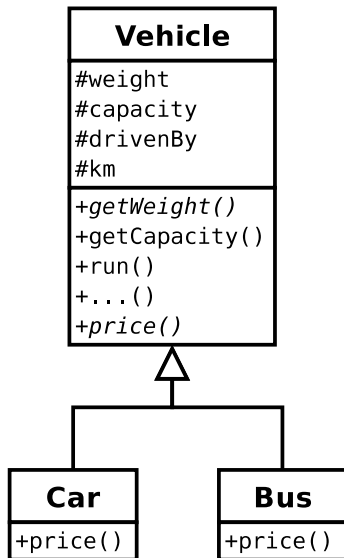 Vehicle
#weight
#capacity
#drivenBy
#km
+getWeight()
+getCapacity()
+run()
+...()
+price()
Car
+price()
Bus
+price()